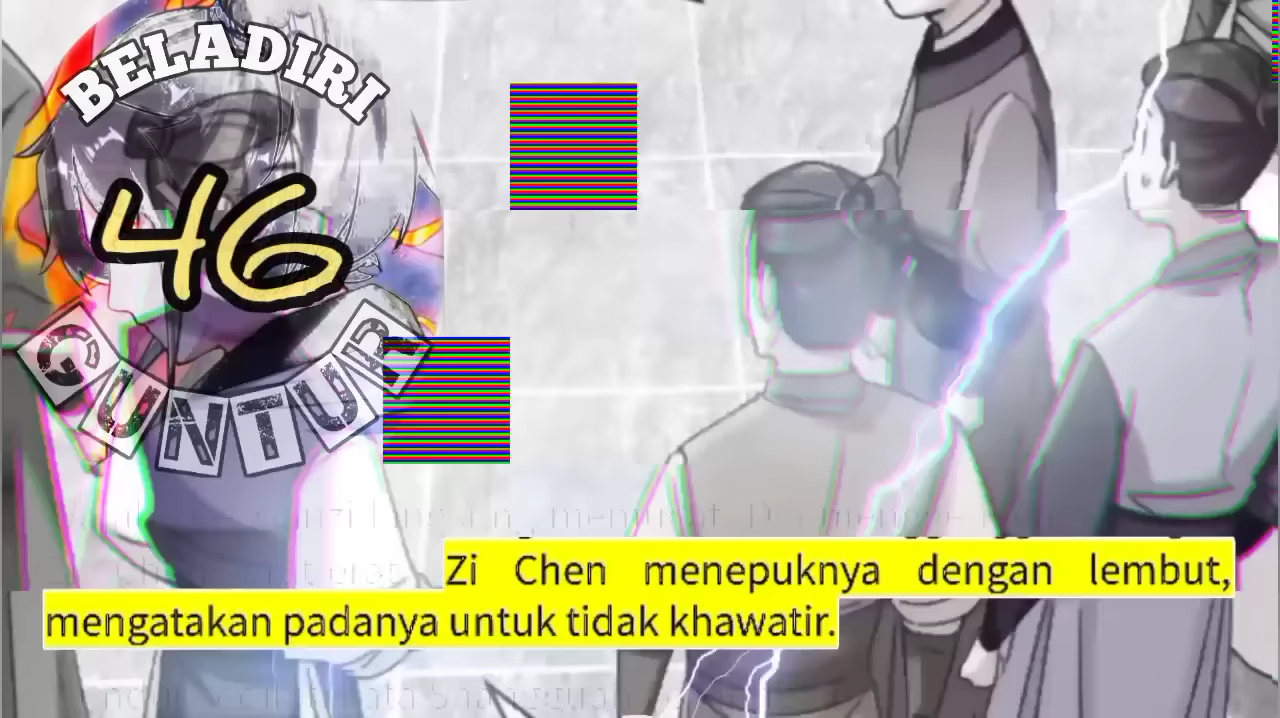 BELADIRI
46
GUNTUR
Zi Chen menepuknya dengan lembut,
mengatakan padanya untuk tidak khawatir.